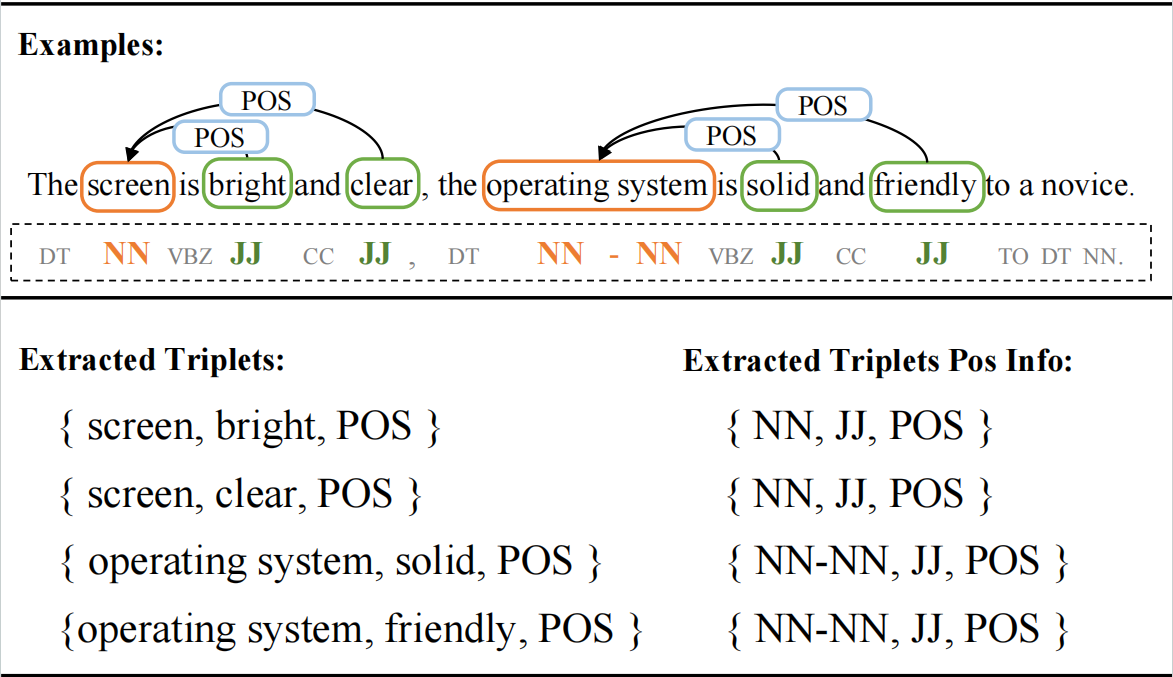 Examples:
POS
POS
POS
POS
The screen is bright and clear, the operating system is solid and friendly to a novice.
DT NN VBZ JJ CC JJ , DT NN - NN VBZ JJ CC JJ TO DT NN.
Extracted Triplets:
Extracted Triplets Pos Info:
{ screen, bright, POS }
{ NN, JJ, POS }
{ screen, clear, POS }
{ NN, JJ, POS }
{ operating system, solid, POS }
{ NN-NN, JJ, POS }
{operating system, friendly, POS }
{ NN-NN, JJ, POS }